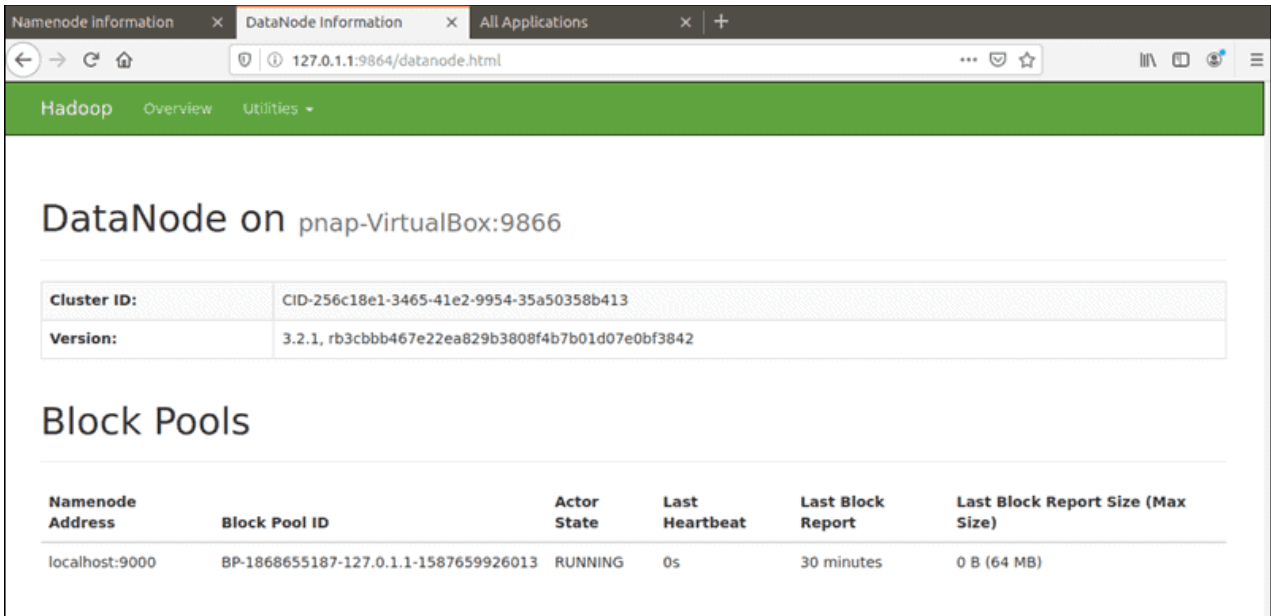 Namenode information × DataNode Information × All Applications × +
127.0.1.1:9864/datanode.html
Hadoop Overview Utilities
DataNode on pnap-VirtualBox:9866
Cluster ID: CID-256c18e1-3465-41e2-9954-35a50358b413
Version: 3.2.1, rb3cbbb467e22ea829b3808f4b7b01d07e0bf3842
Block Pools
Namenode Actor Last Last Block Last Block Report Size (Max
Address Block Pool ID State Heartbeat Report Size)
localhost:9000 BP-1868655187-127.0.1.1-1587659926013 RUNNING 0s 30 minutes 0 B (64 MB)